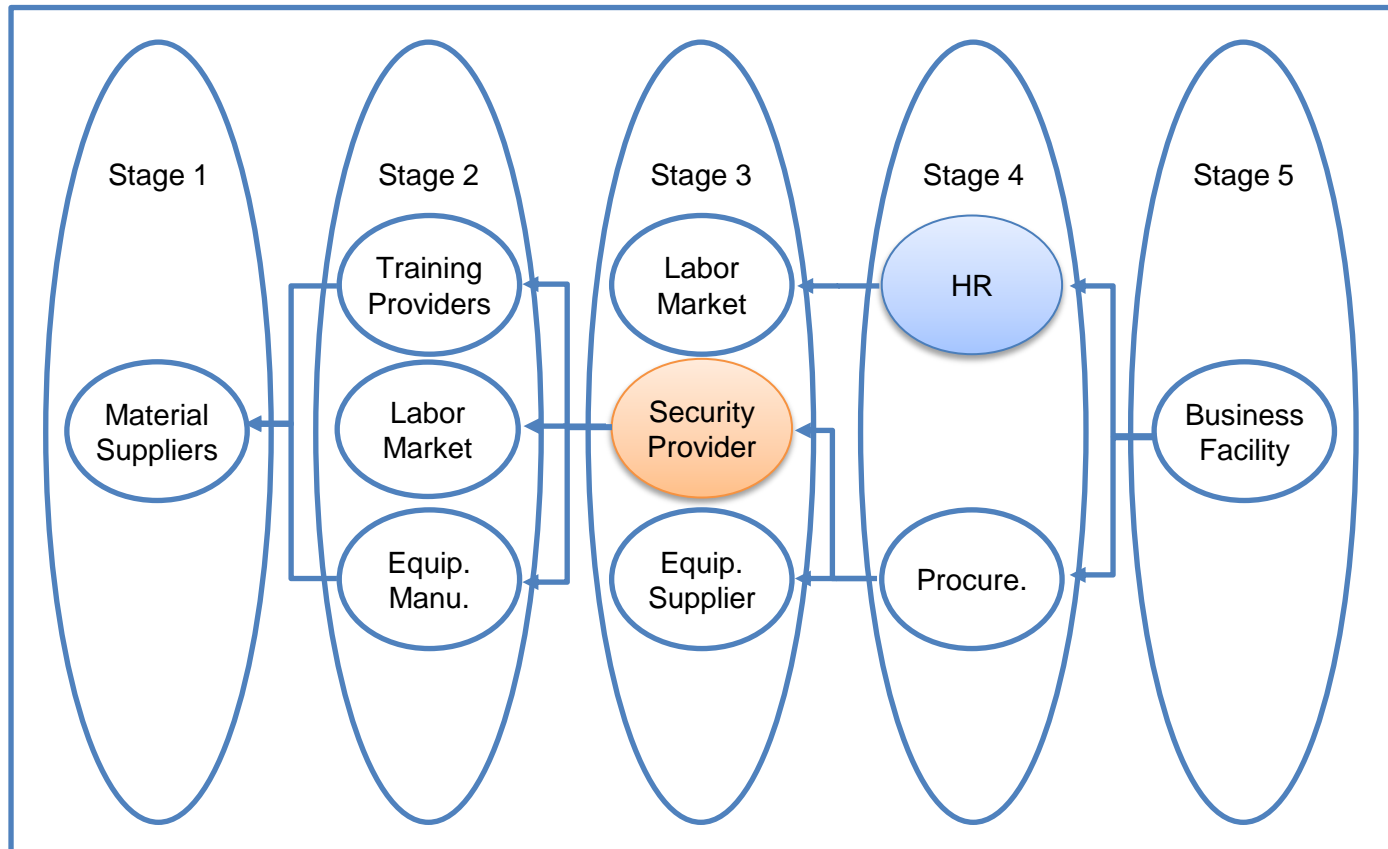 Stage 1
Stage 2
Stage 3
Stage 4
Stage 5
Training
Providers
Labor
Market
HR
Material
Suppliers
Labor
Market
Security
Provider
Business
Facility
Equip.
Manu.
Equip.
Supplier
Procure.